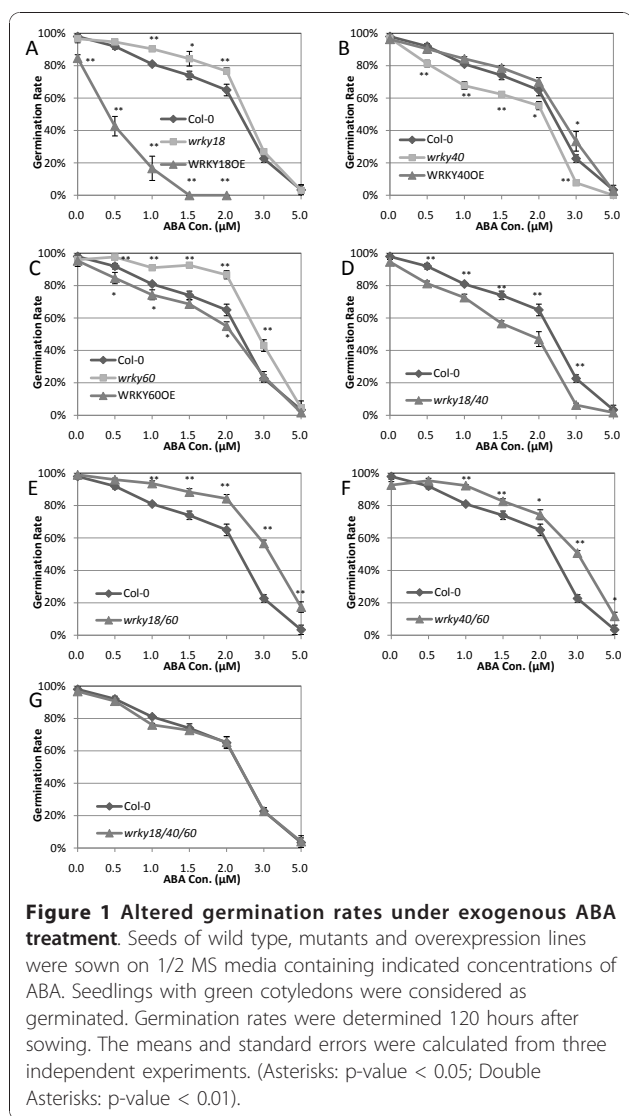 A
100%
80%
60%
40%
20%
0%
Germination Rate
** ** ** ** * ** ** ** **
Col-0
wrky18
WRKY18OE
0.0 0.5 1.0 1.5 2.0 3.0 5.0
ABA Con. (µM)
B
100%
80%
60%
40%
20%
0%
Germination Rate
** ** ** * ** *
Col-0
wrky40
WRKY40OE
0.0 0.5 1.0 1.5 2.0 3.0 5.0
ABA Con. (µM)
C
100%
80%
60%
40%
20%
0%
Germination Rate
** ** ** ** ** * * *
Col-0
wrky60
WRKY60OE
0.0 0.5 1.0 1.5 2.0 3.0 5.0
ABA Con. (µM)
D
100%
80%
60%
40%
20%
0%
Germination Rate
** ** ** ** **
Col-0
wrky18/40
0.0 0.5 1.0 1.5 2.0 3.0 5.0
ABA Con. (µM)
E
100%
80%
60%
40%
20%
0%
Germination Rate
** ** ** ** **
Col-0
wrky18/60
0.0 0.5 1.0 1.5 2.0 3.0 5.0
ABA Con. (µM)
F
100%
80%
60%
40%
20%
0%
Germination Rate
** ** * ** *
Col-0
wrky40/60
0.0 0.5 1.0 1.5 2.0 3.0 5.0
ABA Con. (µM)
G
100%
80%
60%
40%
20%
0%
Germination Rate
Col-0
wrky18/40/60
0.0 0.5 1.0 1.5 2.0 3.0 5.0
ABA Con. (µM)
Figure 1 Altered germination rates under exogenous ABA
treatment. Seeds of wild type, mutants and overexpression lines
were sown on 1/2 MS media containing indicated concentrations of
ABA. Seedlings with green cotyledons were considered as
germinated. Germination rates were determined 120 hours after
sowing. The means and standard errors were calculated from three
independent experiments. (Asterisks: p-value < 0.05; Double
Asterisks: p-value < 0.01).